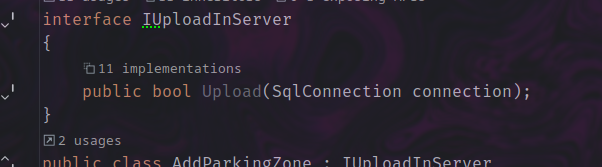 interface IUploadInServer
{
11 implementations
public bool Upload(SqlConnection connection);
}
2 usages
public class AddParkingZone : IUploadInServer